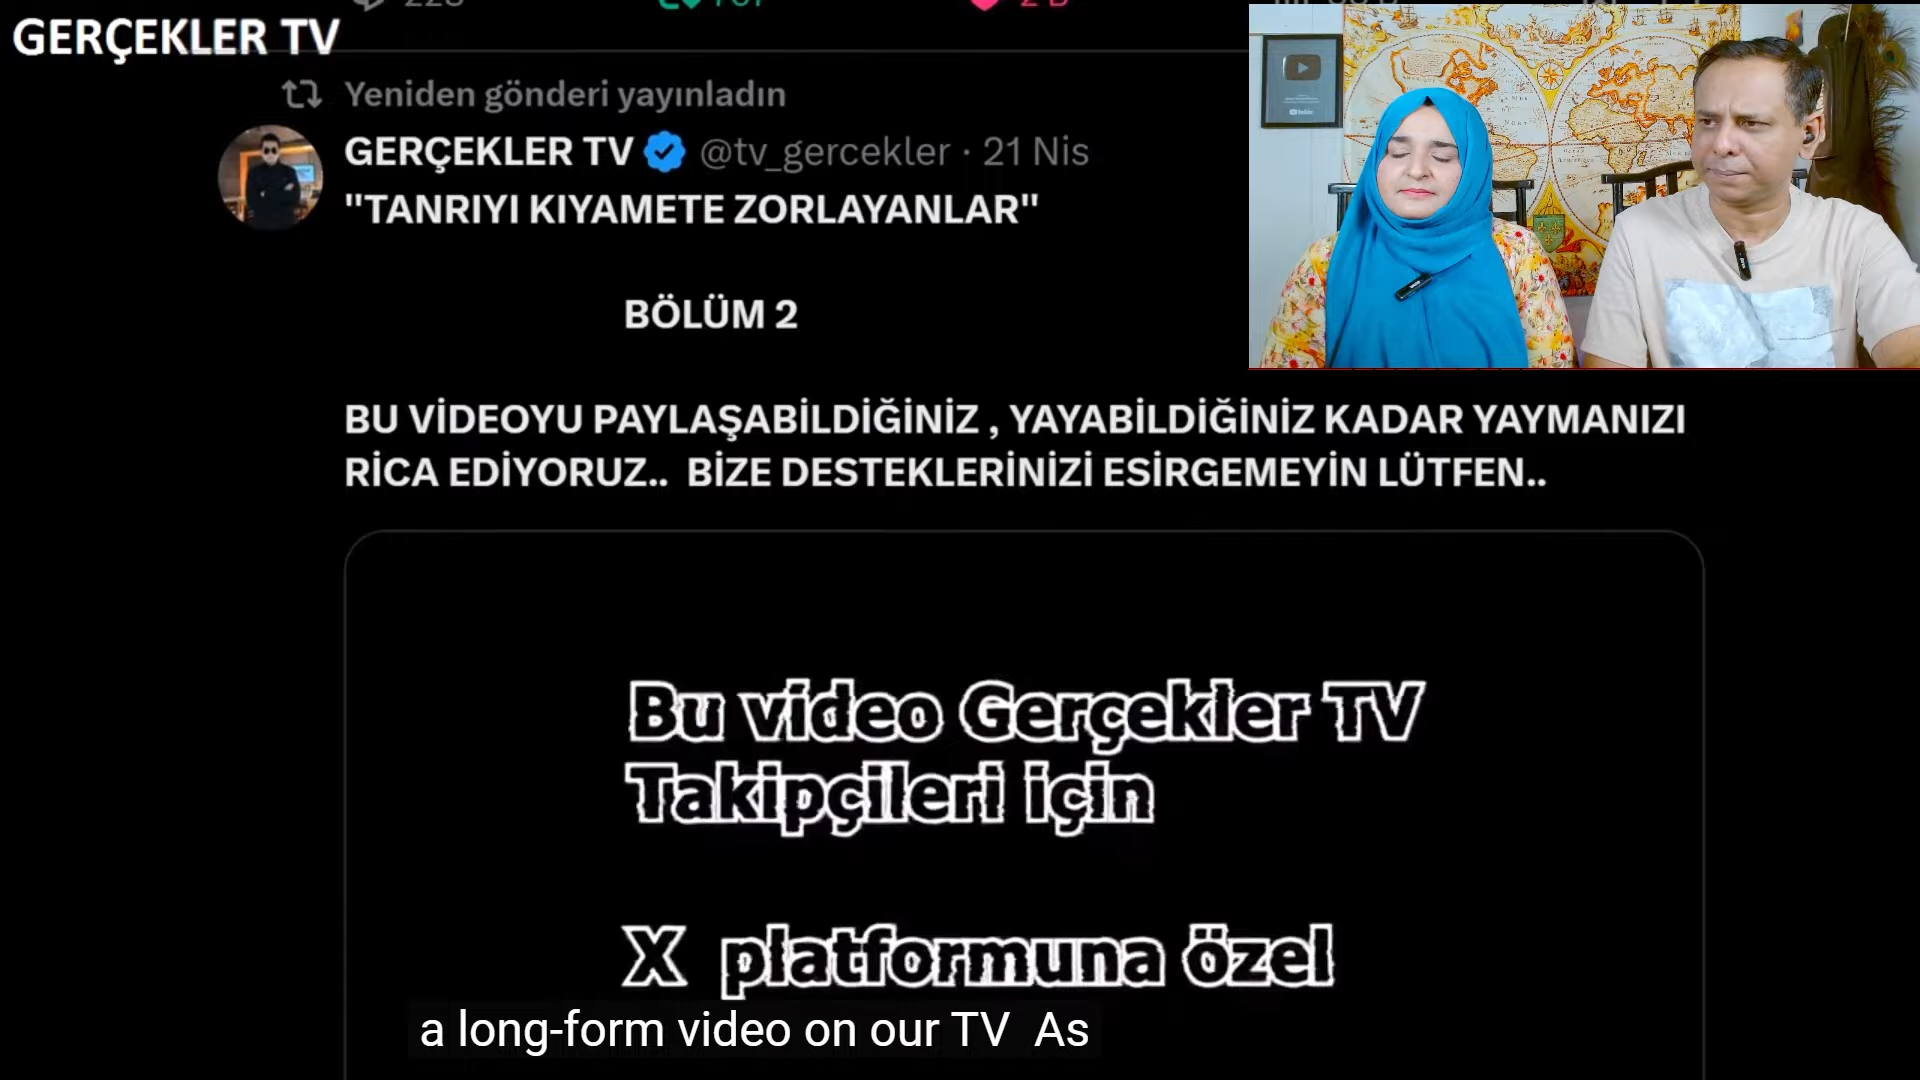 GERÇEKLER TV
Yeniden gönderi yayınladın
GERÇEKLER TV @tv_gercekler · 21 Nis
"TANRIYI KIYAMETE ZORLAYANLAR"
BÖLÜM 2
BU VİDEOYU PAYLAŞABİLDİĞİNİZ , YAYABİLDİĞİNİZ KADAR YAYMANIZI
RİCA EDİYORUZ.. BİZE DESTEKLERİNİZİ ESİRGEMEYİN LÜTFEN..
Bu video Gerçekler TV
Takipçileri için
X platformuna özel
a long-form video on our TV As